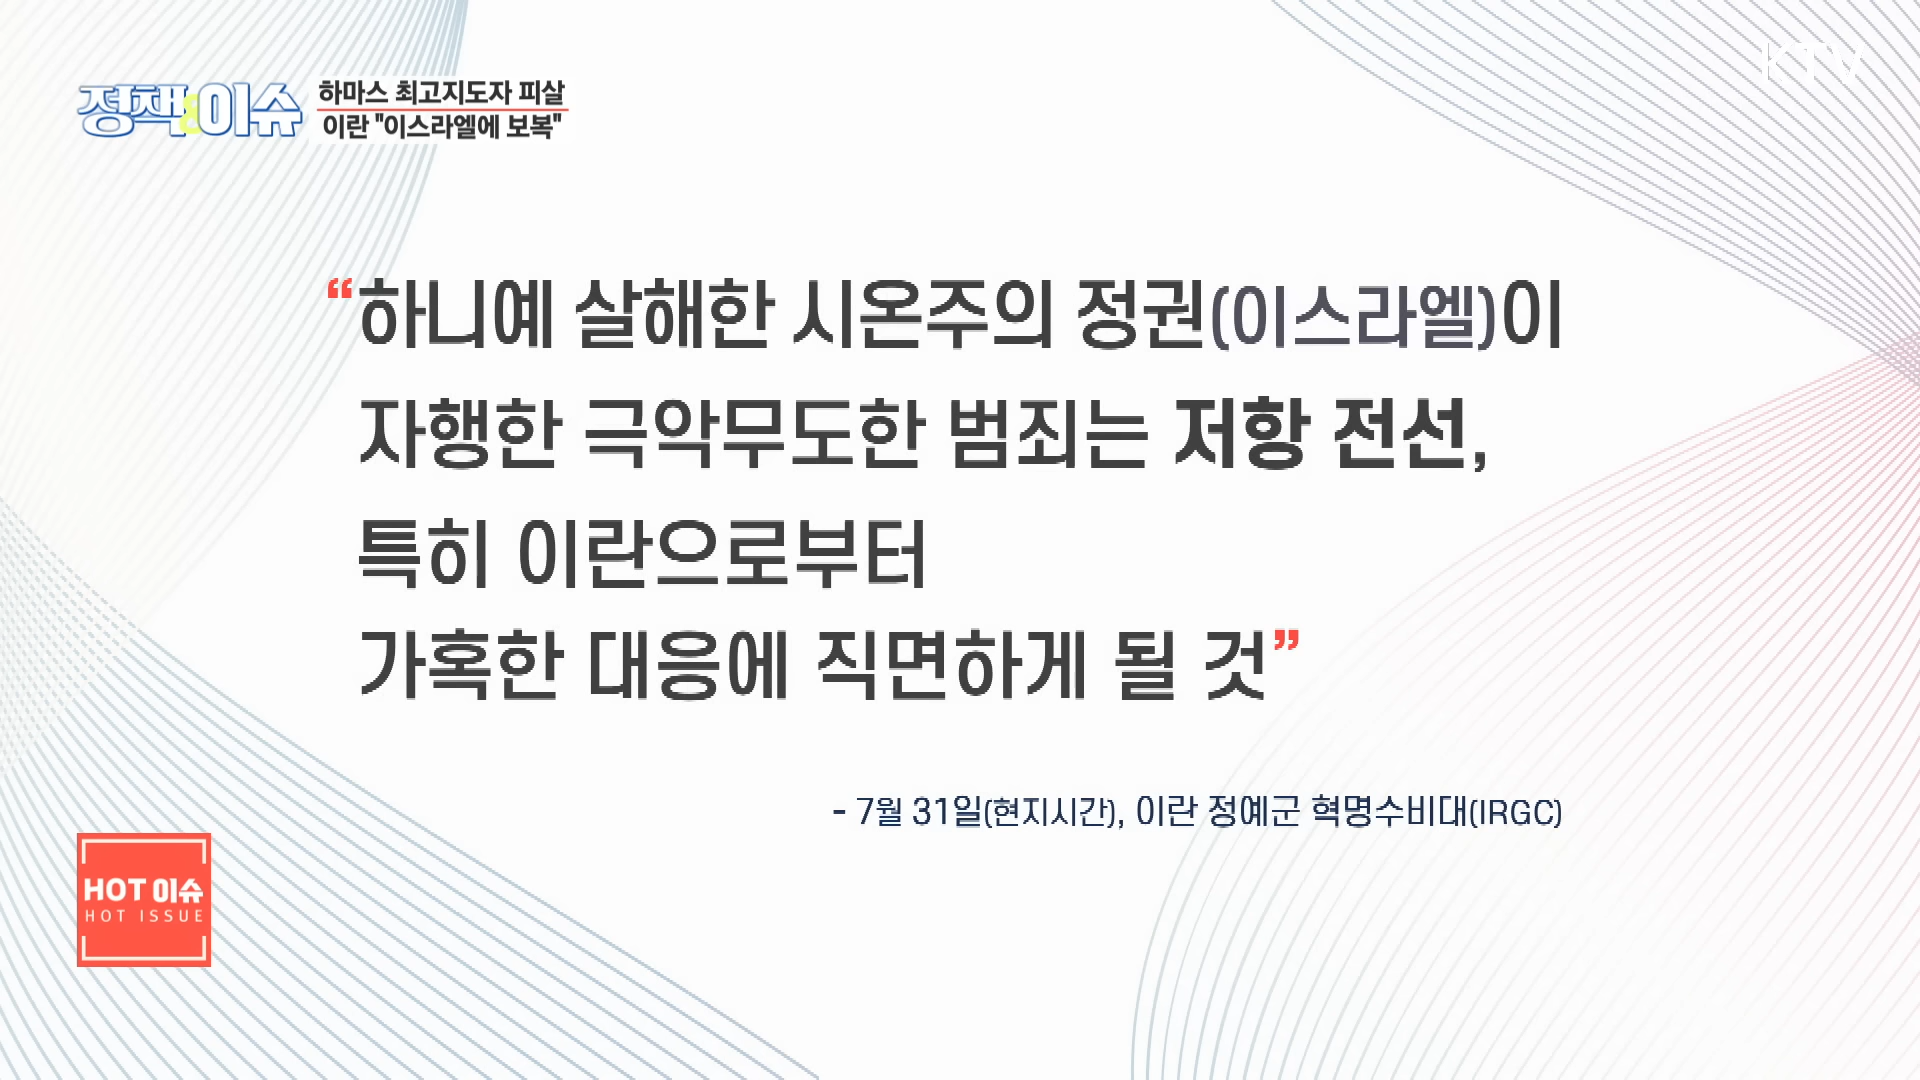 KTV
정책&이슈
하마스 최고지도자 피살
이란 "이스라엘에 보복"
“하니예 살해한 시온주의 정권(이스라엘)이
자행한 극악무도한 범죄는 저항 전선,
특히 이란으로부터
가혹한 대응에 직면하게 될 것”
- 7월 31일(현지시간), 이란 정예군 혁명수비대(IRGC)
HOT 이슈
HOT ISSUE